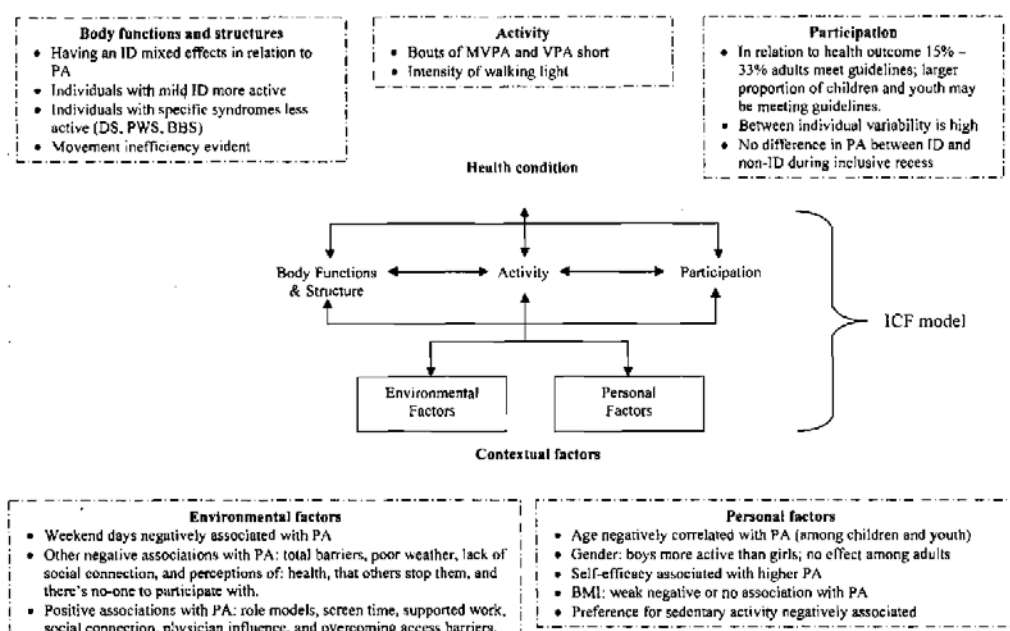 Body functions and structures
• Having an ID mixed effects in relation to
PA
• Individuals with mild ID more active
• Individuals with specific syndromes less
active (DS, PWS, BBS)
• Movement inefficiency evident
Activity
• Bouts of MVPA and VPA short
• Intensity of walking light
Participation
• In relation to health outcome 15% –
33% adults meet guidelines; larger
proportion of children and youth may
be meeting guidelines.
• Between individual variability is high
• No difference in PA between ID and
non-ID during inclusive recess
Health condition
Body Functions
& Structure
Activity
Participation
ICF model
Environmental
Factors
Personal
Factors
Contextual factors
Environmental factors
• Weekend days negatively associated with PA
• Other negative associations with PA: total barriers, poor weather, lack of
social connection, and perceptions of: health, that others stop them, and
there's no-one to participate with.
• Positive associations with PA: role models, screen time, supported work,
social connection, physician influence, and overcoming access barriers.
Personal factors
• Age negatively correlated with PA (among children and youth)
• Gender: boys more active than girls; no effect among adults
• Self-efficacy associated with higher PA
• BMI: weak negative or no association with PA
• Preference for sedentary activity negatively associated